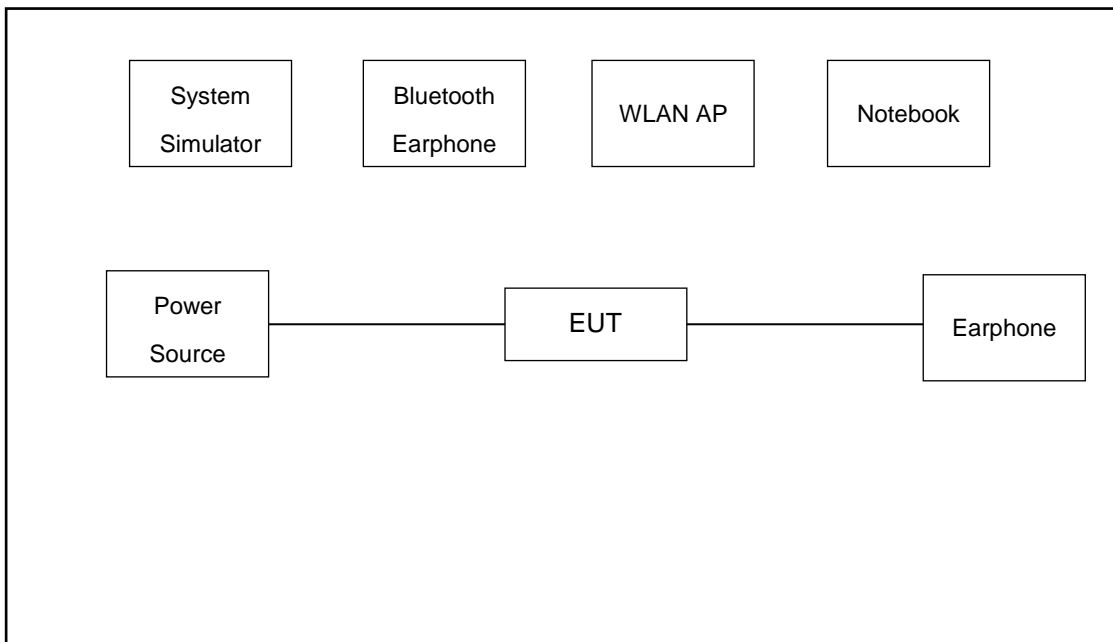 System
Simulator
Bluetooth
Earphone
WLAN AP
Notebook
Power
Source
EUT
Earphone